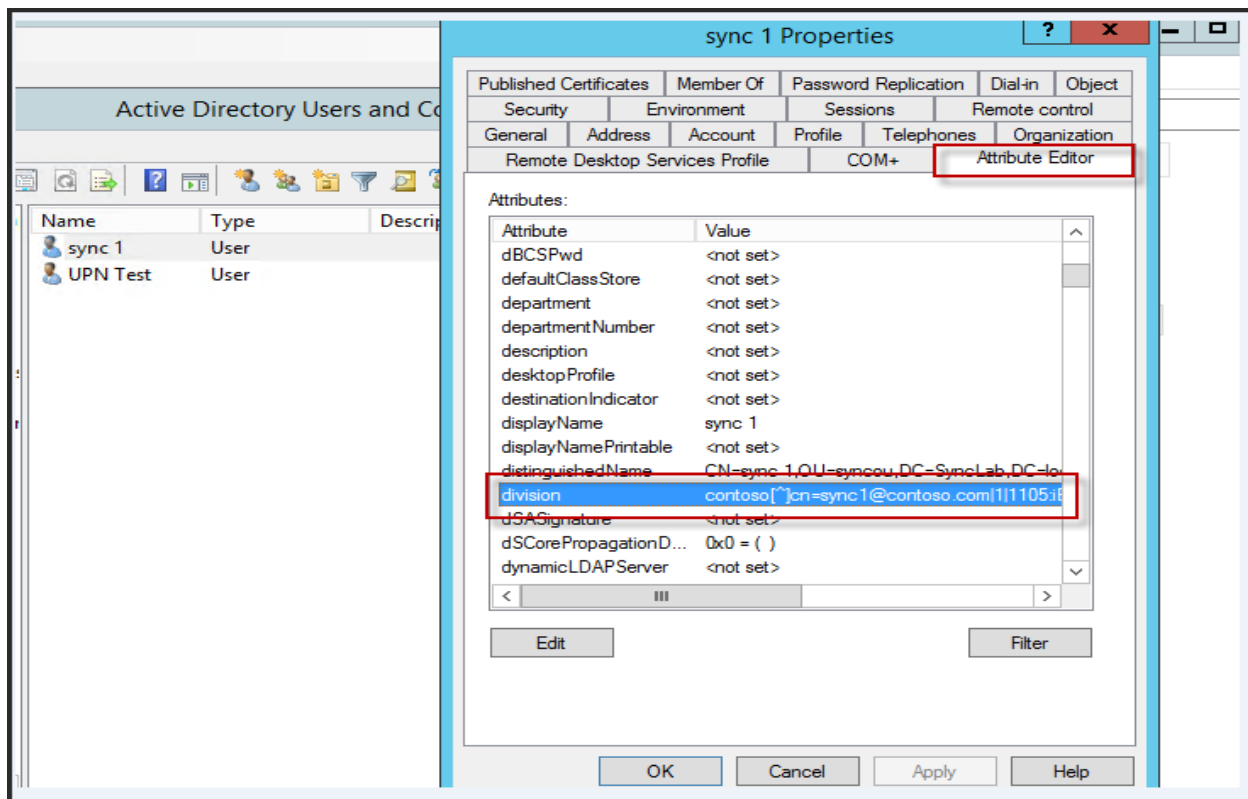 sync 1 Properties
?
x
Active Directory Users and Co
Published Certificates Member Of Password Replication Dial-in Object
Security Environment Sessions Remote control
General Address Account Profile Telephones Organization
Remote Desktop Services Profile COM+ Attribute Editor
Name Type Descrip
sync 1 User
UPN Test User
Attributes:
Attribute Value
dBCSPwd <not set>
defaultClassStore <not set>
department <not set>
departmentNumber <not set>
description <not set>
desktopProfile <not set>
destinationIndicator <not set>
displayName sync 1
displayNamePrintable <not set>
distinguishedName CN=sync 1,OU=syncou,DC=SyncLab,DC=lo
division contoso[^]cn=sync1@contoso.com|1|1105:iE
dSASignature <not set>
dSCorePropagationD... 0x0 = ( )
dynamicLDAPServer <not set>
Edit Filter
OK Cancel Apply Help